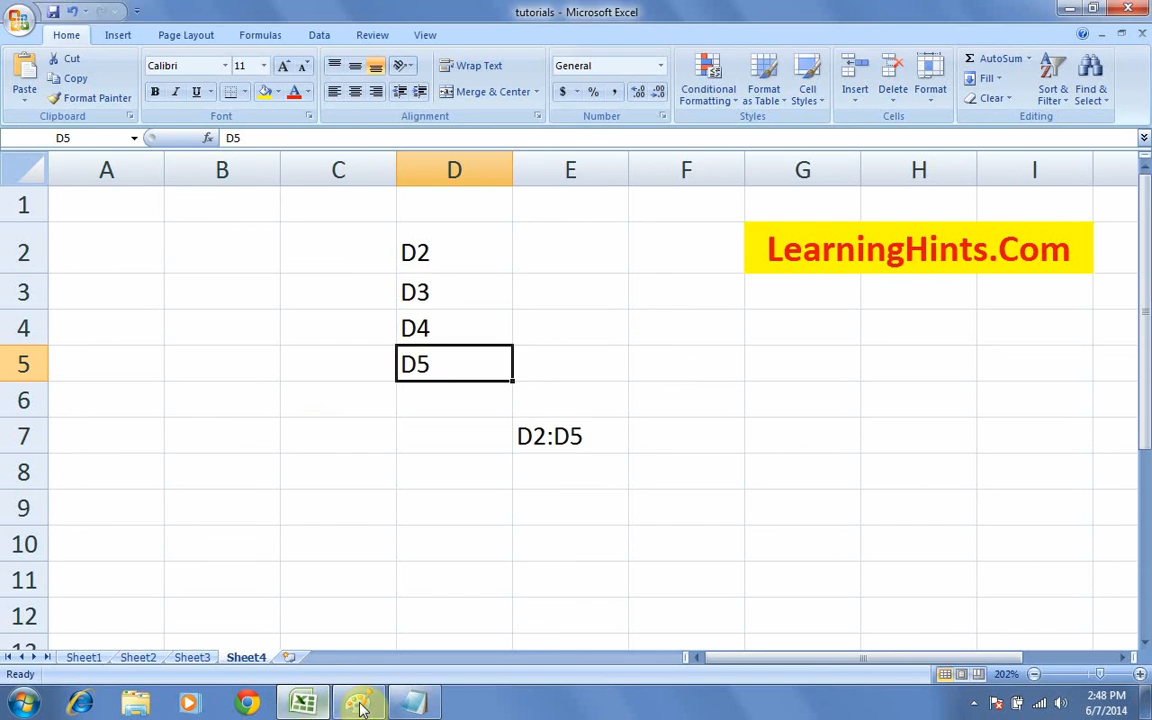 tutorials - Microsoft Excel
Home Insert Page Layout Formulas Data Review View
Paste Cut Copy Format Painter
Clipboard
Calibri 11
B I U
Font
Wrap Text
Merge & Center
Alignment
General
$ % ,
Number
Conditional Formatting Format as Table Cell Styles
Styles
Insert Delete Format
Cells
Σ AutoSum
Fill
Clear
Sort & Filter Find & Select
Editing
D5 fx D5
A B C D E F G H I
1
2 D2 LearningHints.Com
3 D3
4 D4
5 D5
6
7 D2:D5
8
9
10
11
12
Sheet1 Sheet2 Sheet3 Sheet4
Ready 202%
2:48 PM
6/7/2014